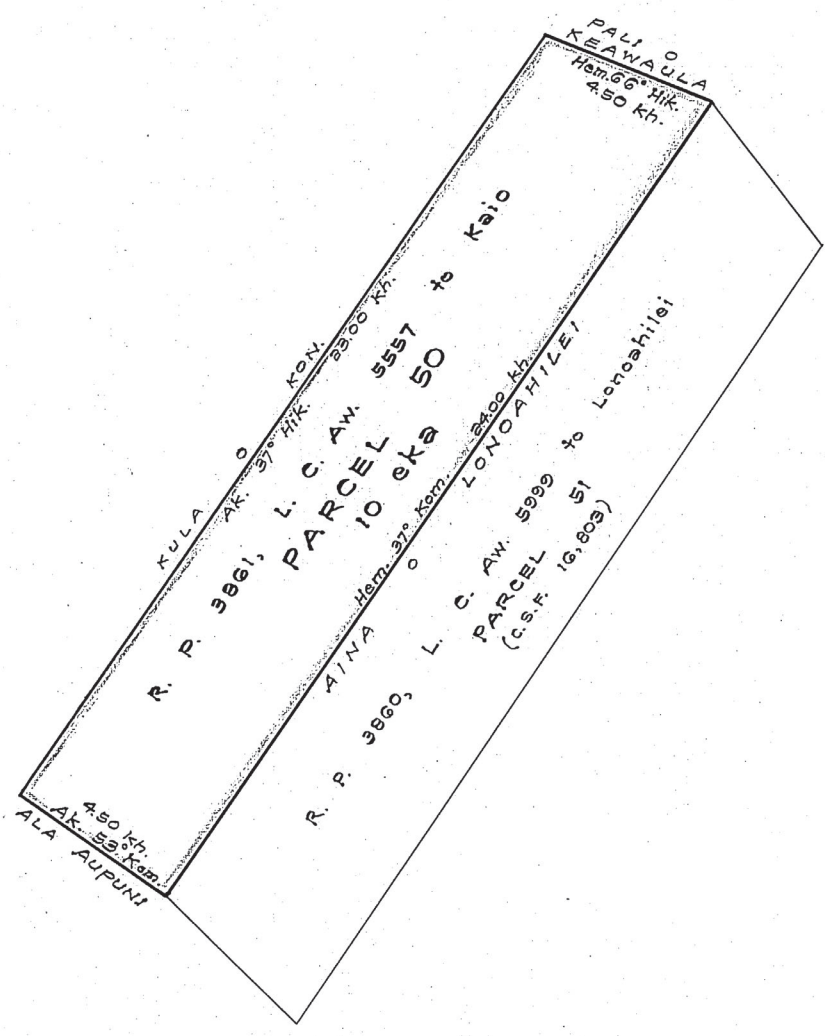 PALI O
KEAWAULA
Hem. 66° Hik.
4.50 kh.
KULA O KON.
Ak. 37° Hik. 23.00 kh.
R. P. 3861, L. C. Aw. 5557 to Kaio
PARCEL 50
10 eka
Hem. 37° Kom. 24.00 kh.
AINA O LONOAHILEI
R. P. 3860, L. C. Aw. 5999 to Lonoahilei
PARCEL 51
(C.S.F. 16,803)
4.50 kh.
Ak. 53° Kom.
ALA AUPUNI